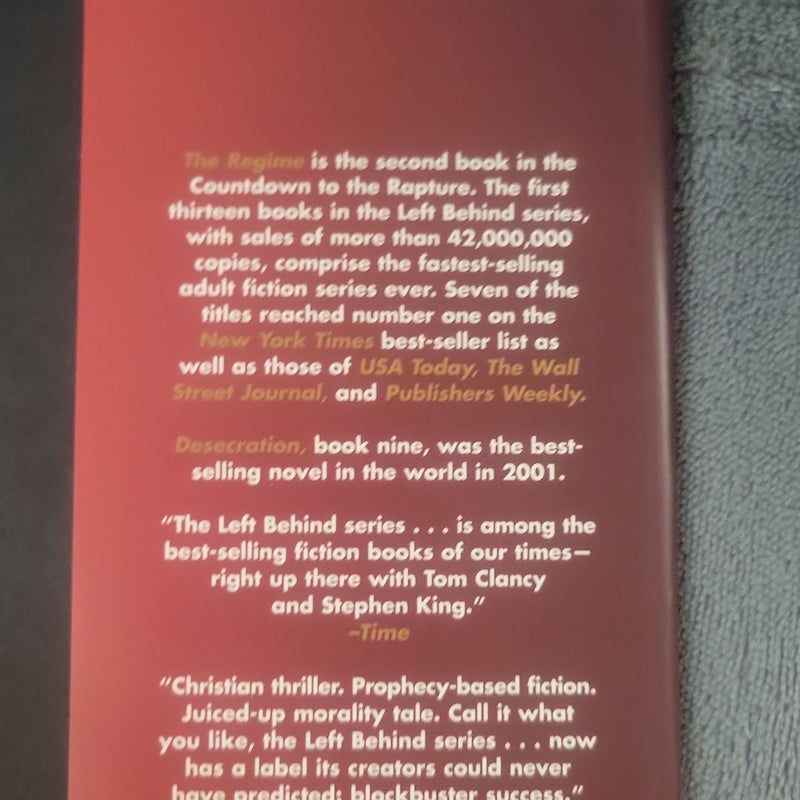 The Regime is the second book in the
Countdown to the Rapture. The first
thirteen books in the Left Behind series,
with sales of more than 42,000,000
copies, comprise the fastest-selling
adult fiction series ever. Seven of the
titles reached number one on the
New York Times best-seller list as
well as those of USA Today, The Wall
Street Journal, and Publishers Weekly.
Desecration, book nine, was the best-
selling novel in the world in 2001.
"The Left Behind series . . . is among the
best-selling fiction books of our times—
right up there with Tom Clancy
and Stephen King."
–Time
"Christian thriller. Prophecy-based fiction.
Juiced-up morality tale. Call it what
you like, the Left Behind series . . . now
has a label its creators could never
have predicted: blockbuster success."